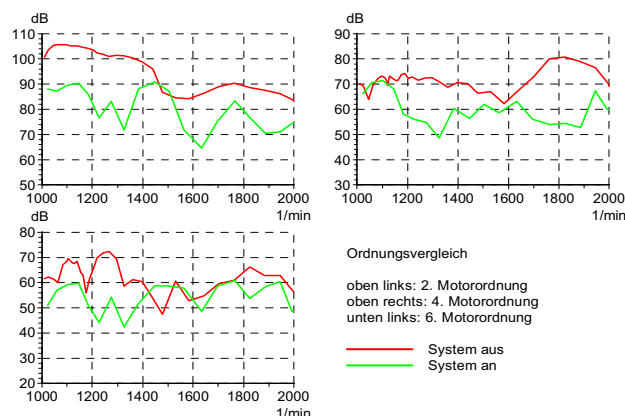 dB
110
100
90
80
70
60
50
1000 1200 1400 1600 1800 2000
1/min
dB
90
80
70
60
50
40
30
1000 1200 1400 1600 1800 2000
1/min
dB
80
70
60
50
40
30
20
1000 1200 1400 1600 1800 2000
1/min
Ordnungsvergleich
oben links: 2. Motorordnung
oben rechts: 4. Motorordnung
unten links: 6. Motorordnung
System aus
System an